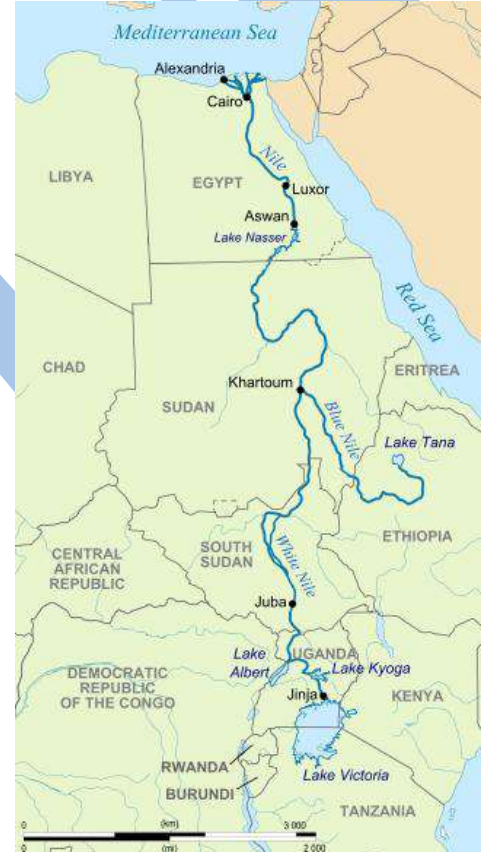 Mediterranean Sea
Alexandria
Cairo
Nile
LIBYA
EGYPT
Luxor
Aswan
Lake Nasser
Red Sea
CHAD
Khartoum
ERITREA
SUDAN
Blue Nile
Lake Tana
ETHIOPIA
CENTRAL
AFRICAN
REPUBLIC
SOUTH
SUDAN
White Nile
Juba
UGANDA
Lake
Albert
Lake Kyoga
DEMOCRATIC
REPUBLIC
OF THE CONGO
Jinja
KENYA
RWANDA
BURUNDI
Lake Victoria
TANZANIA
0 (km) 3 000
0 (mi) 2 000